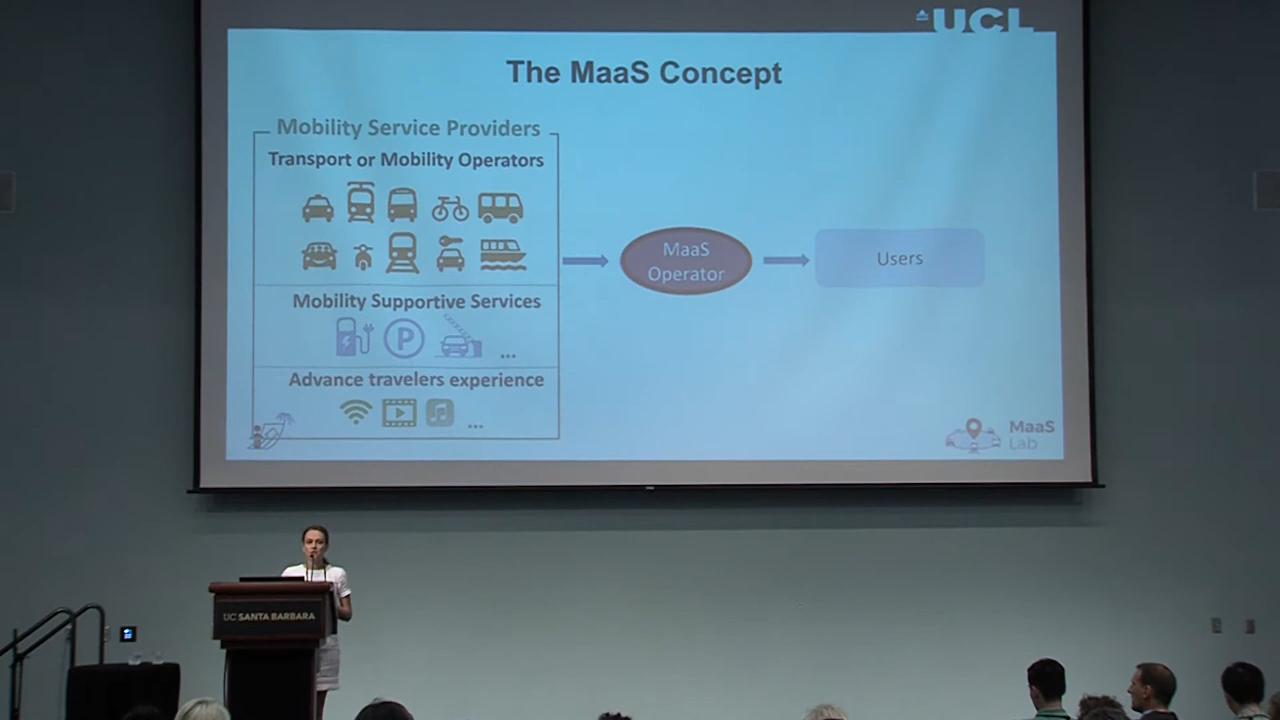 UCL
The MaaS Concept
Mobility Service Providers
Transport or Mobility Operators
MaaS
Operator
Users
Mobility Supportive Services
P
...
Advance travelers experience
...
MaaS
Lab
UC SANTA BARBARA